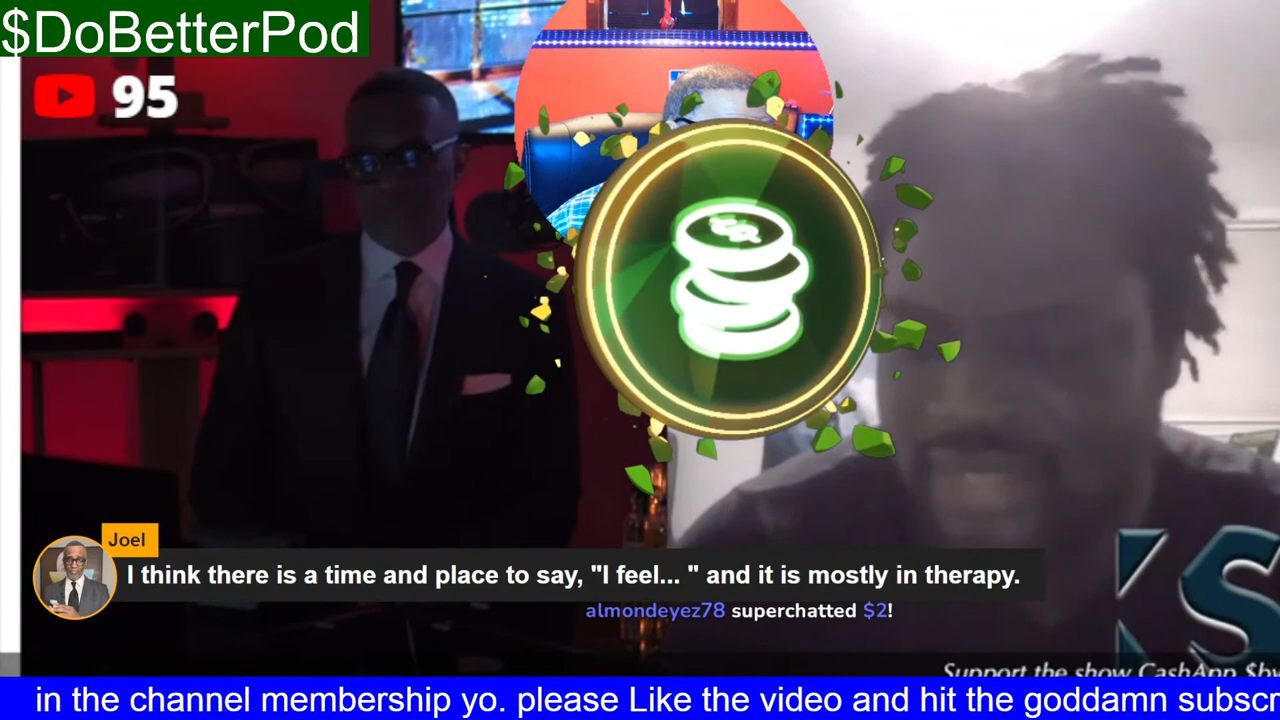 $DoBetterPod
95
Joel
I think there is a time and place to say, "I feel... " and it is mostly in therapy.
almondeyez78 superchatted $2!
KS
Support the show CashApp $by
in the channel membership yo. please Like the video and hit the goddamn subscr